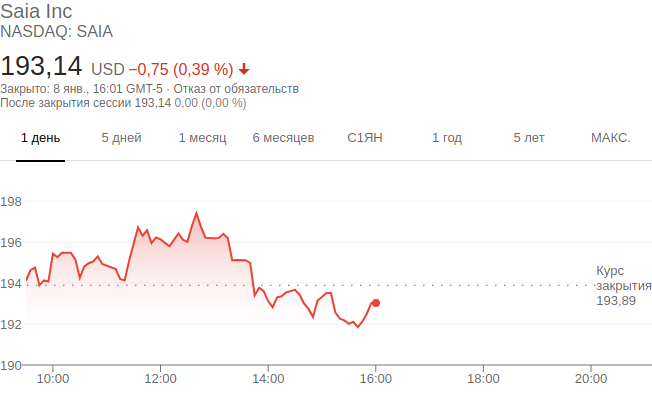 Saia Inc
NASDAQ: SAIA
193,14 USD −0,75 (0,39 %)
Закрыто: 8 янв., 16:01 GMT-5 · Отказ от обязательств
После закрытия сессии 193,14 0,00 (0,00 %)
1 день 5 дней 1 месяц 6 месяцев С1ЯН 1 год 5 лет МАКС.
198
196
194
192
190
Курс
закрытия
193,89
10:00 12:00 14:00 16:00 18:00 20:00